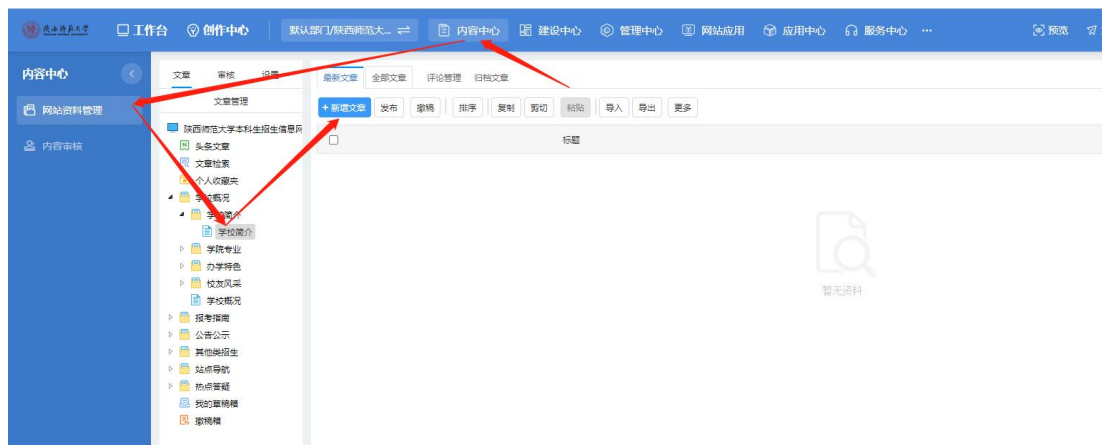 陕西师范大学
工作台 创作中心 默认部门/陕西师范大... 内容中心 建设中心 管理中心 网站应用 应用中心 服务中心 ... 预览
内容中心
网站资料管理
内容审核
文章 审核 设置
文章管理
陕西师范大学本科生招生信息网
头条文章
文章检索
个人收藏夹
学校概况
学校简介
学校简介
学院专业
办学特色
校友风采
学校概况
报考指南
公告公示
其他类招生
站点导航
热点答疑
我的草稿箱
撤稿箱
最新文章 全部文章 评论管理 归档文章
+新增文章 发布 撤稿 排序 复制 剪切 粘贴 导入 导出 更多
标题
暂无资料